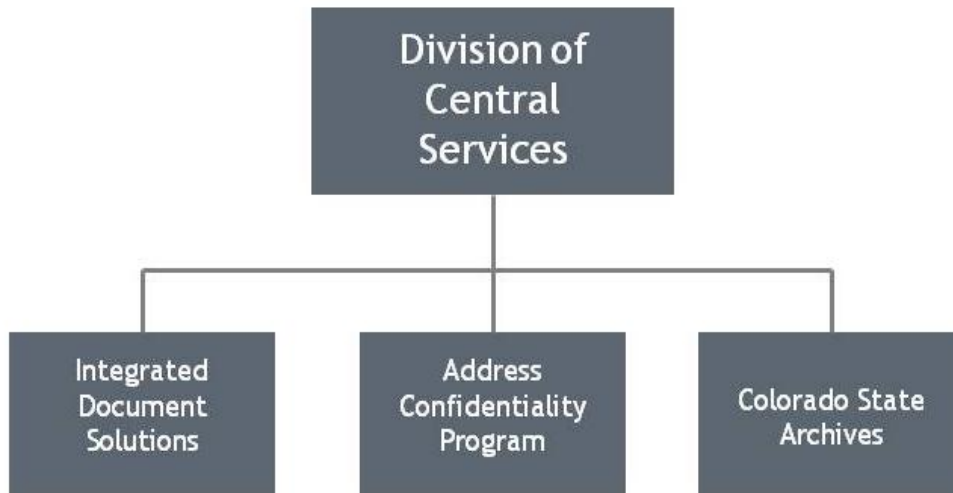 Division of
Central
Services
Integrated
Document
Solutions
Address
Confidentiality
Program
Colorado State
Archives